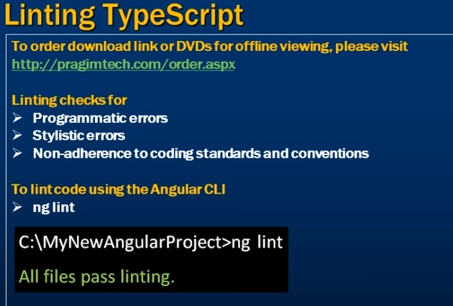 Linting TypeScript
To order download link or DVDs for offline viewing, please visit
http://pragimtech.com/order.aspx
Linting checks for
➤ Programmatic errors
➤ Stylistic errors
➤ Non-adherence to coding standards and conventions
To lint code using the Angular CLI
➤ ng lint
C:\MyNewAngularProject>ng lint
All files pass linting.